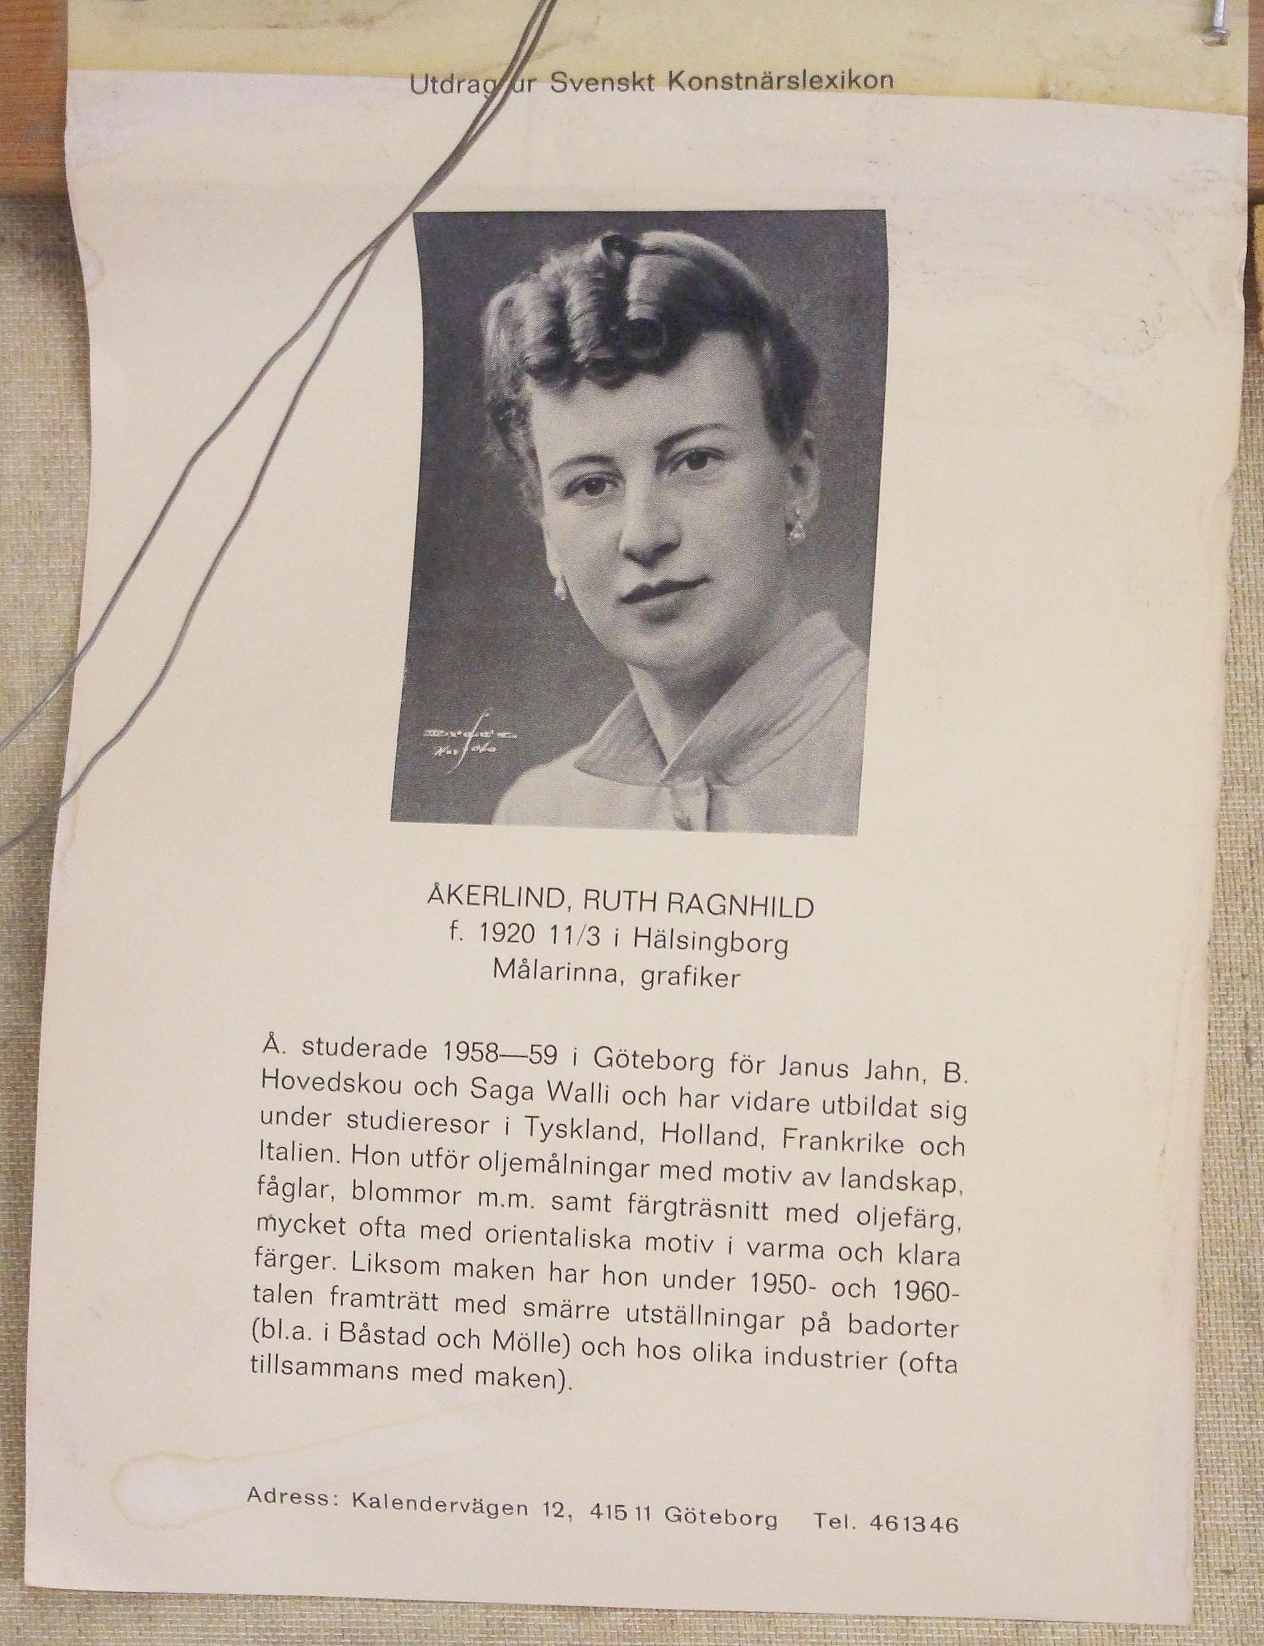 Utdrag ur Svenskt Konstnärslexikon
ÅKERLIND, RUTH RAGNHILD
f. 1920 11/3 i Hälsingborg
Målarinna, grafiker
Å. studerade 1958—59 i Göteborg för Janus Jahn, B.
Hovedskou och Saga Walli och har vidare utbildat sig
under studieresor i Tyskland, Holland, Frankrike och
Italien. Hon utför oljemålningar med motiv av landskap,
fåglar, blommor m.m. samt färgträsnitt med oljefärg,
mycket ofta med orientaliska motiv i varma och klara
färger. Liksom maken har hon under 1950- och 1960-
talen framträtt med smärre utställningar på badorter
(bl.a. i Båstad och Mölle) och hos olika industrier (ofta
tillsammans med maken).
Adress: Kalendervägen 12, 415 11 Göteborg Tel. 461346